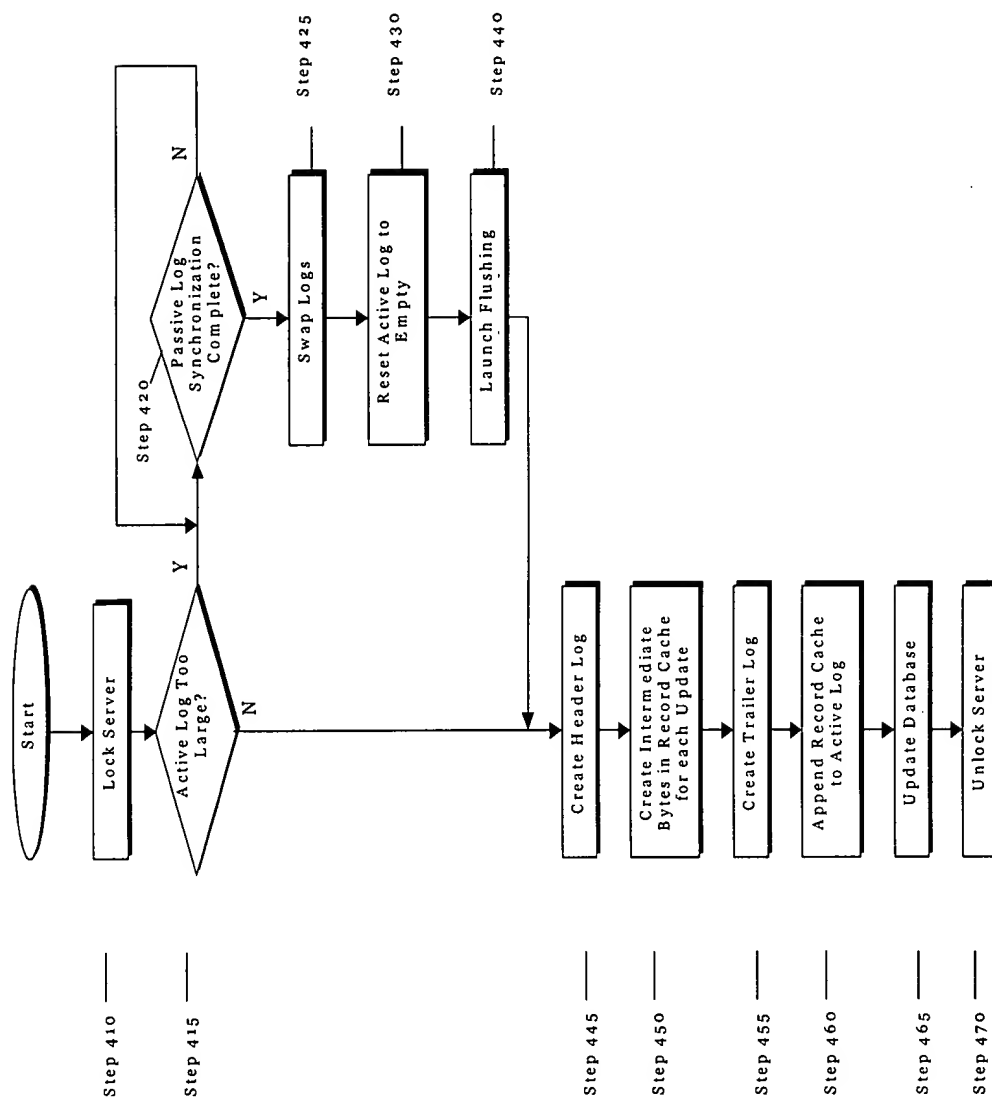 Start
Step 410
Lock Server
Step 415
Active Log Too
Large?
Y
N
Step 420
Passive Log
Synchronization
Complete?
N
Y
Swap Logs
Step 425
Reset Active Log to
Empty
Step 430
Launch Flushing
Step 440
Step 445
Create Header Log
Step 450
Create Intermediate
Bytes in Record Cache
for each Update
Step 455
Create Trailer Log
Step 460
Append Record Cache
to Active Log
Step 465
Update Database
Step 470
Unlock Server